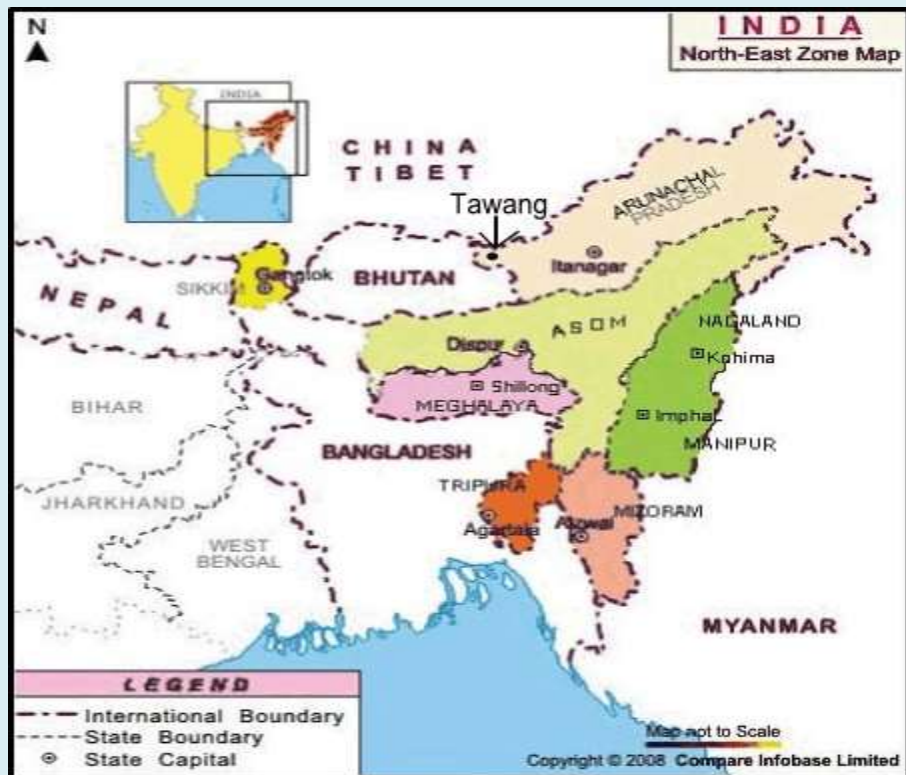 N
INDIA
North-East Zone Map
INDIA
CHINA
TIBET
Tawang
ARUNACHAL
PRADESH
Itanagar
BHUTAN
Gangtok
SIKKIM
NEPAL
ASOM
NAGALAND
Dispur
Kohima
Shillong
MEGHALAYA
BIHAR
Imphal
MANIPUR
BANGLADESH
TRIPURA
JHARKHAND
MIZORAM
Agartala
Aizwal
WEST
BENGAL
MYANMAR
LEGEND
International Boundary
State Boundary
State Capital
Map not to Scale
Copyright © 2008 Compare Infobase Limited